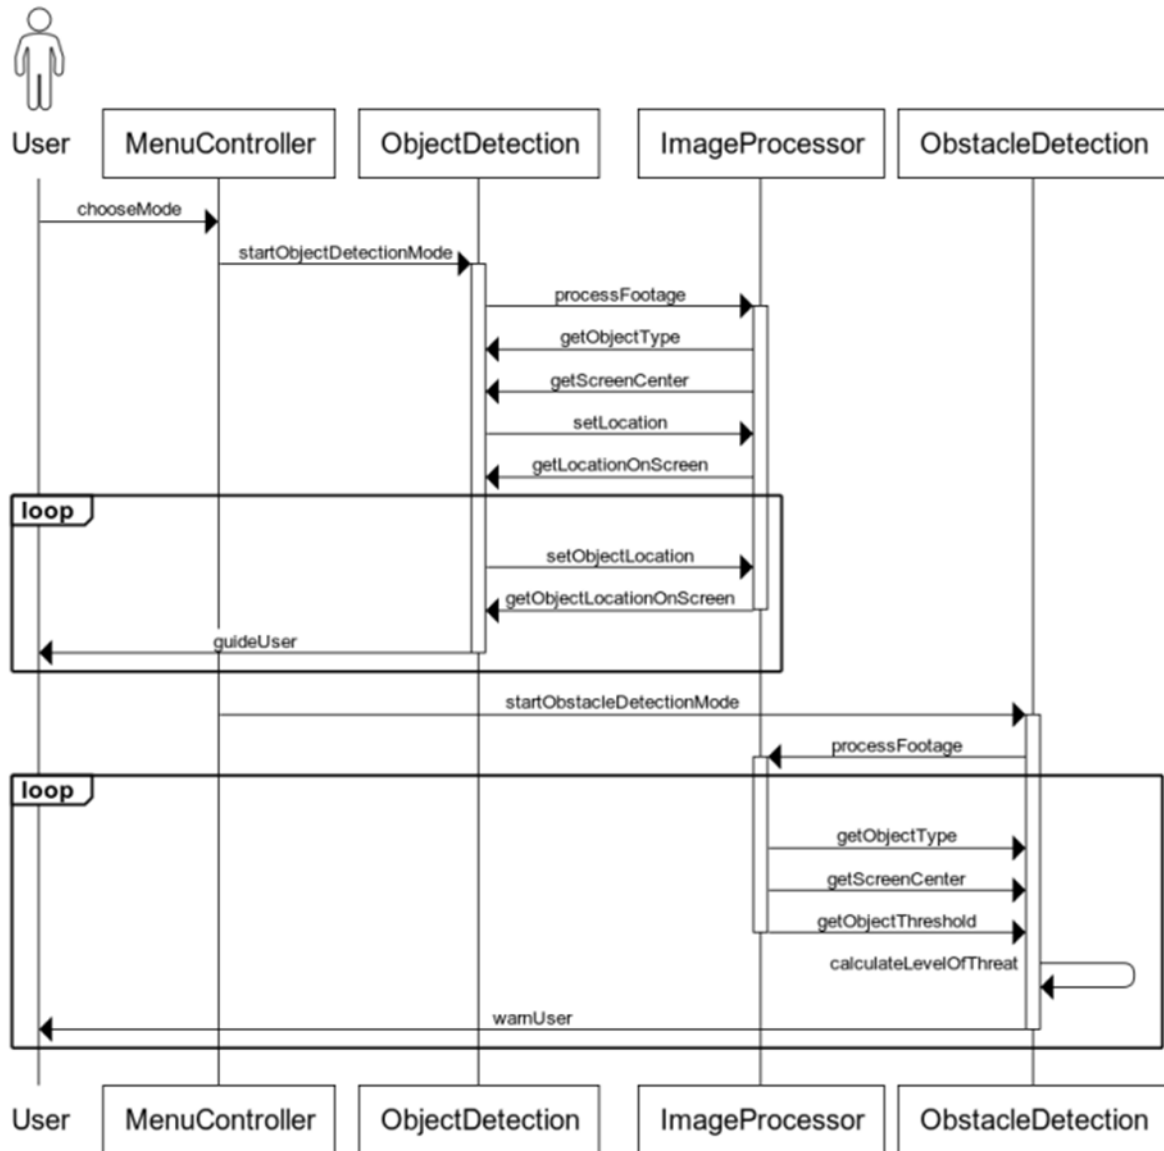 User MenuController ObjectDetection ImageProcessor ObstacleDetection
chooseMode
startObjectDetectionMode
processFootage
getObjectType
getScreenCenter
setLocation
getLocationOnScreen
loop
setObjectLocation
getObjectLocationOnScreen
guideUser
startObstacleDetectionMode
processFootage
loop
getObjectType
getScreenCenter
getObjectThreshold
calculateLevelOfThreat
warnUser
User MenuController ObjectDetection ImageProcessor ObstacleDetection